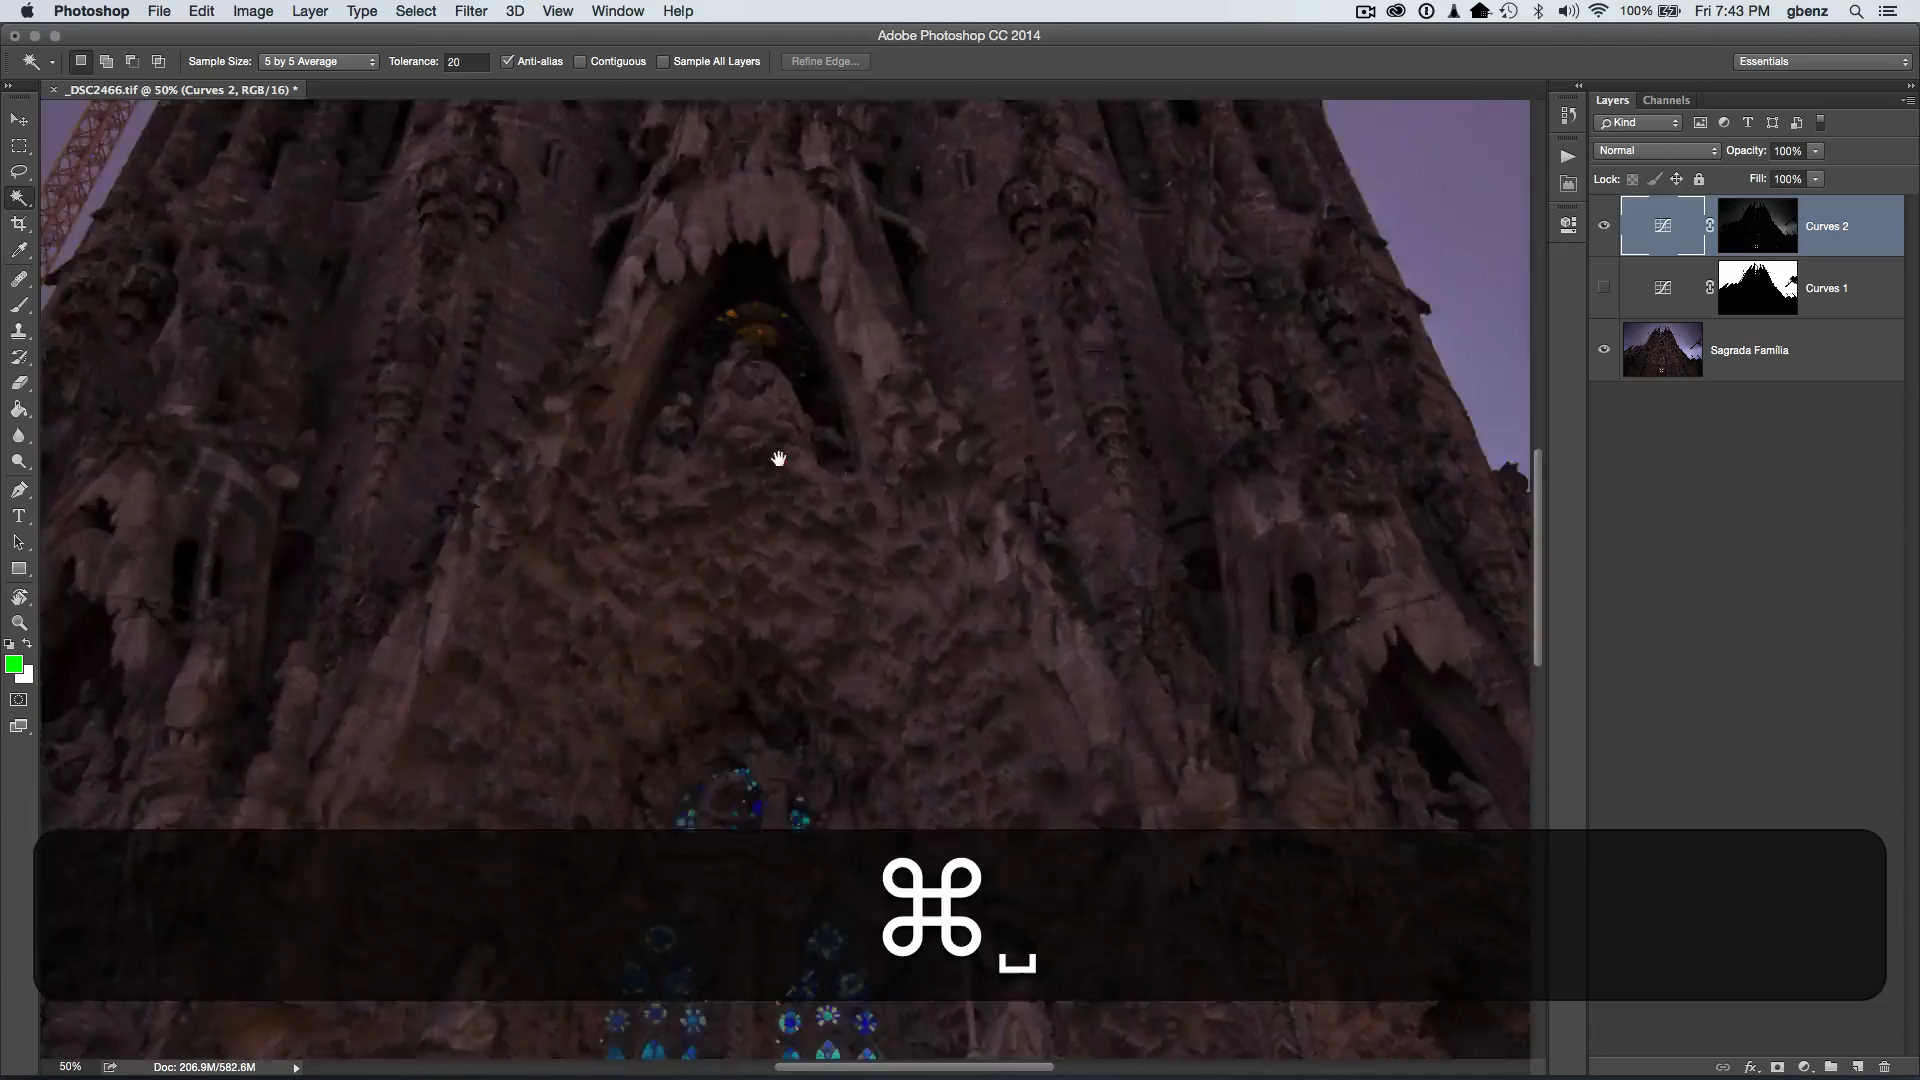 Photoshop File Edit Image Layer Type Select Filter 3D View Window Help 100% Fri 7:43 PM gbenz
Adobe Photoshop CC 2014
Sample Size: 5 by 5 Average Tolerance: 20 Anti-alias Contiguous Sample All Layers Refine Edge... Essentials
_DSC2466.tif @ 50% (Curves 2, RGB/16) *
Layers Channels
Kind
Normal Opacity: 100%
Lock: Fill: 100%
Curves 2
Curves 1
Sagrada Família
⌘
50% Doc: 206.9M/582.6M